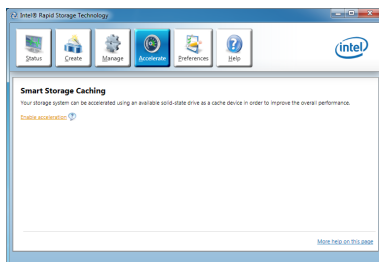 Intel® Rapid Storage Technology
Status
Create
Manage
Accelerate
Preferences
Help
intel
Smart Storage Caching
Your storage system can be accelerated using an available solid-state drive as a cache device in order to improve the overall performance.
Enable acceleration ?
More help on this page